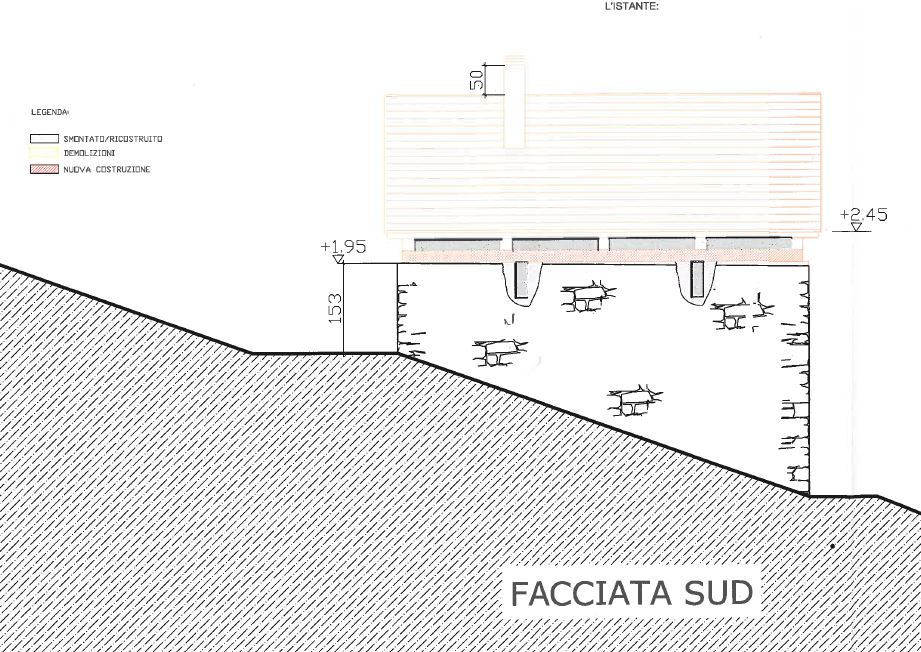 L'ISTANTE:
50
LEGENDA:
SMONTATO/RICOSTRUITO
DEMOLIZIONI
NUOVA COSTRUZIONE
+2.45
+1.95
153
FACCIATA SUD